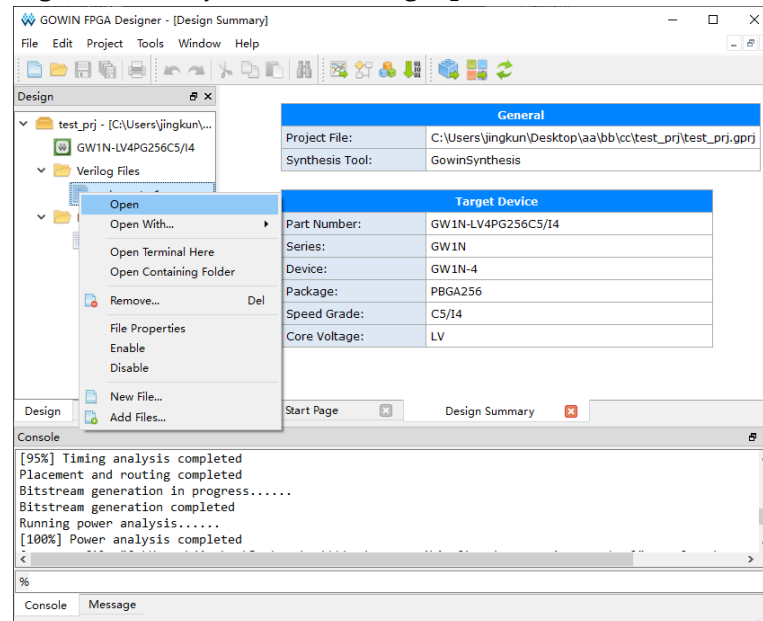 GOWIN FPGA Designer - [Design Summary]
File Edit Project Tools Window Help
Design
test_prj - [C:\Users\jingkun\...
GW1N-LV4PG256C5/I4
Verilog Files
Open
Open With...
Open Terminal Here
Open Containing Folder
Remove... Del
File Properties
Enable
Disable
New File...
Add Files...
General
Project File: C:\Users\jingkun\Desktop\aa\bb\cc\test_prj\test_prj.gprj
Synthesis Tool: GowinSynthesis
Target Device
Part Number: GW1N-LV4PG256C5/I4
Series: GW1N
Device: GW1N-4
Package: PBGA256
Speed Grade: C5/I4
Core Voltage: LV
Design
Start Page Design Summary
Console
[95%] Timing analysis completed
Placement and routing completed
Bitstream generation in progress......
Bitstream generation completed
Running power analysis......
[100%] Power analysis completed
%
Console Message